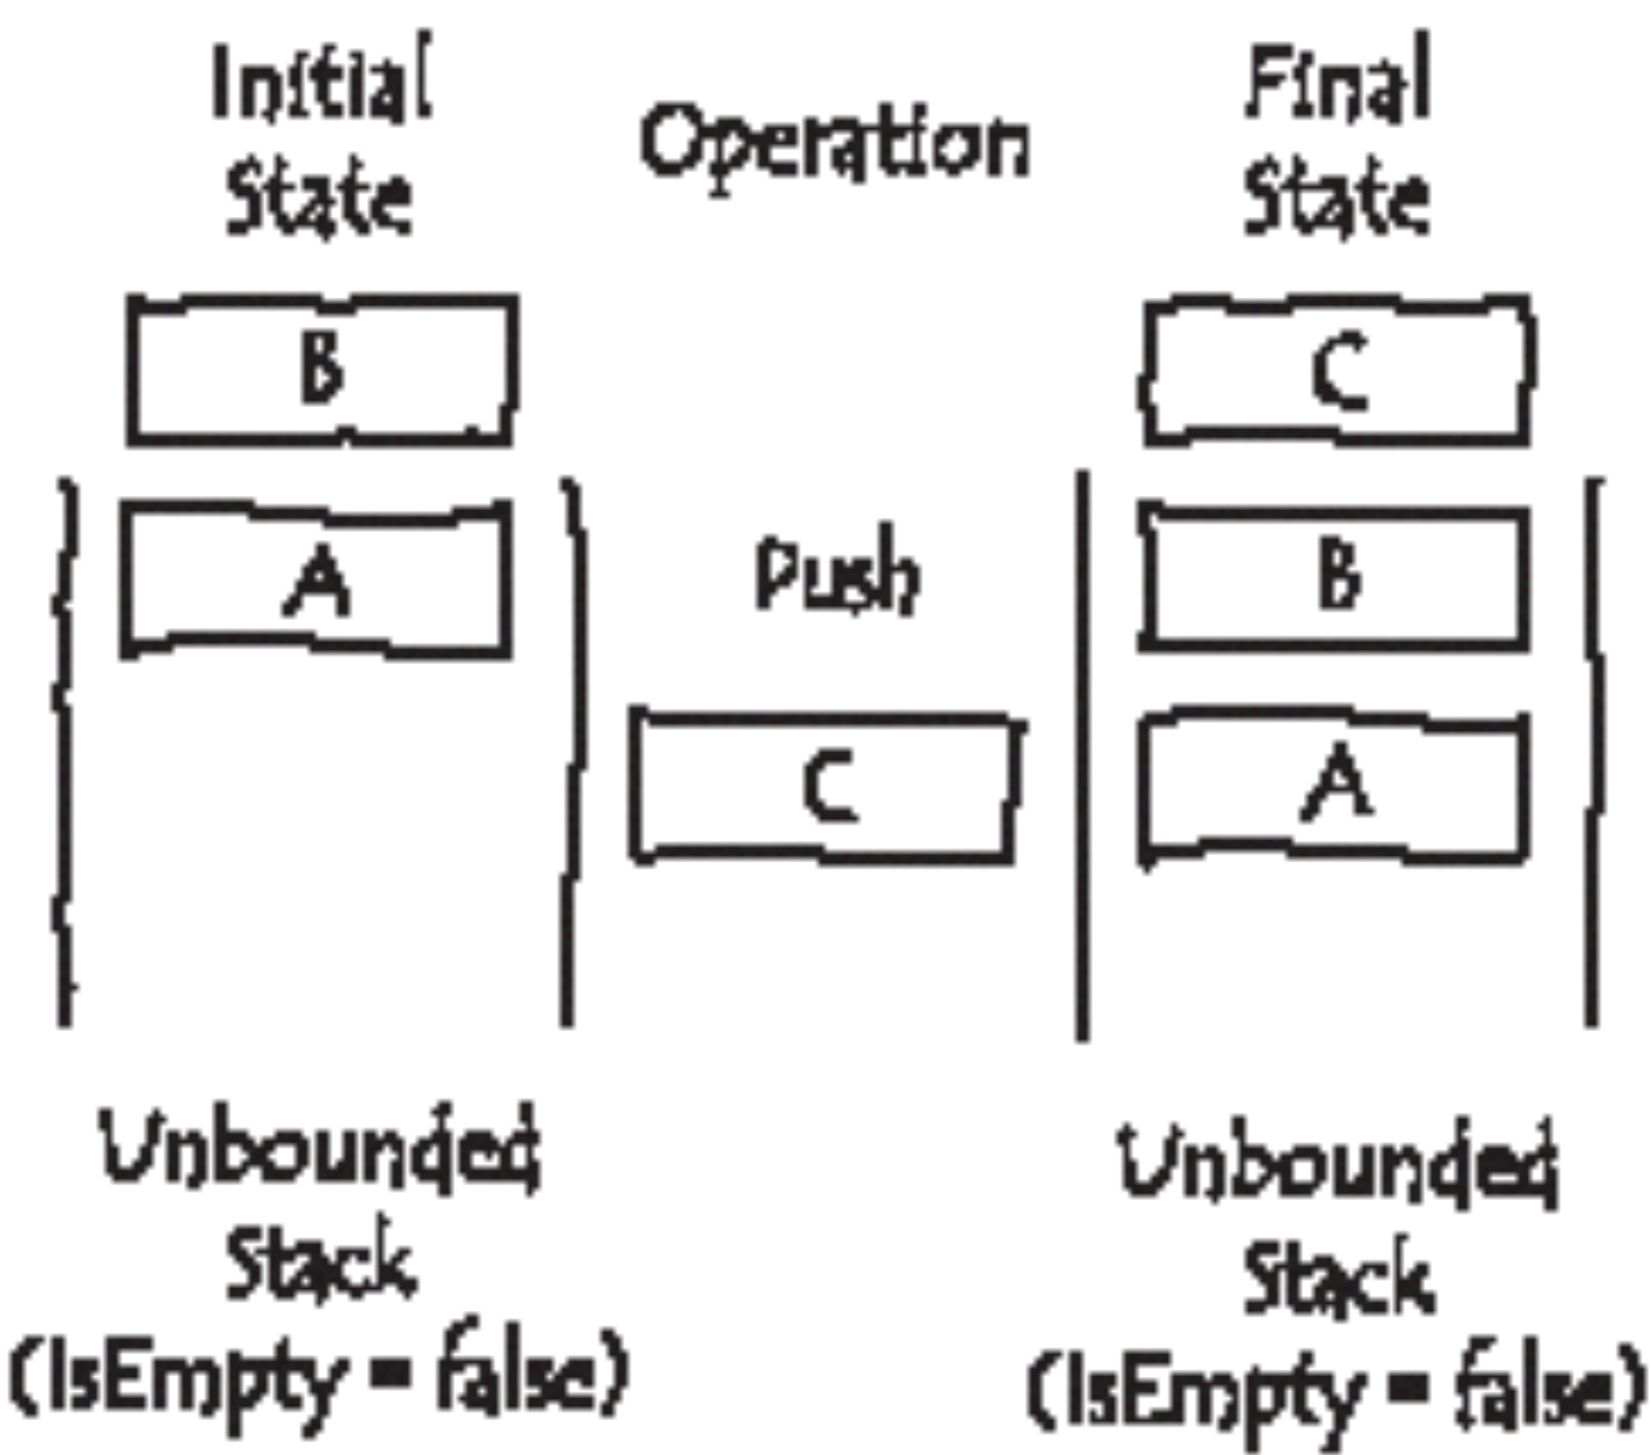 Initial
State
Operation
Final
State
B
A
Push
C
C
B
A
Unbounded
Stack
(IsEmpty = false)
Unbounded
Stack
(IsEmpty = false)